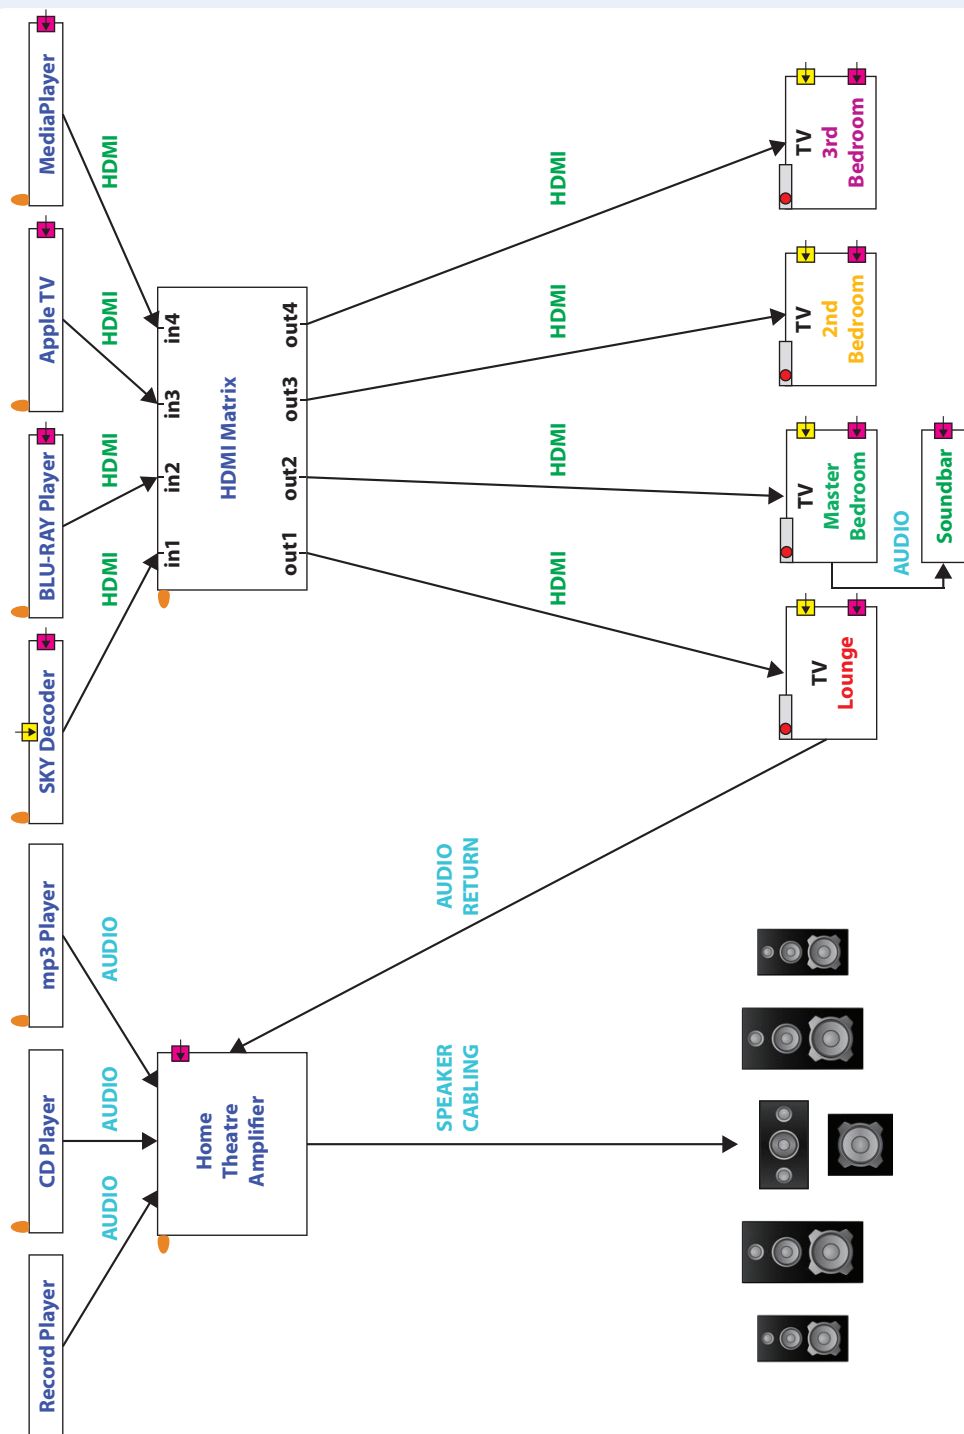 Record Player
CD Player
mp3 Player
SKY Decoder
BLU-RAY Player
Apple TV
MediaPlayer
AUDIO
AUDIO
AUDIO
HDMI
HDMI
HDMI
HDMI
Home
Theatre
Amplifier
in1
in2
in3
in4
HDMI Matrix
out1
out2
out3
out4
SPEAKER
CABLING
AUDIO
RETURN
HDMI
HDMI
HDMI
HDMI
TV
Lounge
TV
Master
Bedroom
TV
2nd
Bedroom
TV
3rd
Bedroom
AUDIO
Soundbar